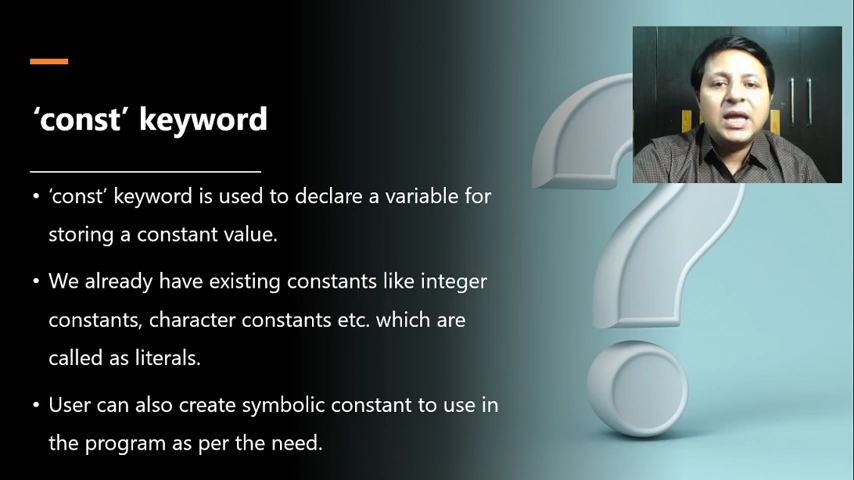 ‘const’ keyword
• ‘const’ keyword is used to declare a variable for
storing a constant value.
• We already have existing constants like integer
constants, character constants etc. which are
called as literals.
• User can also create symbolic constant to use in
the program as per the need.